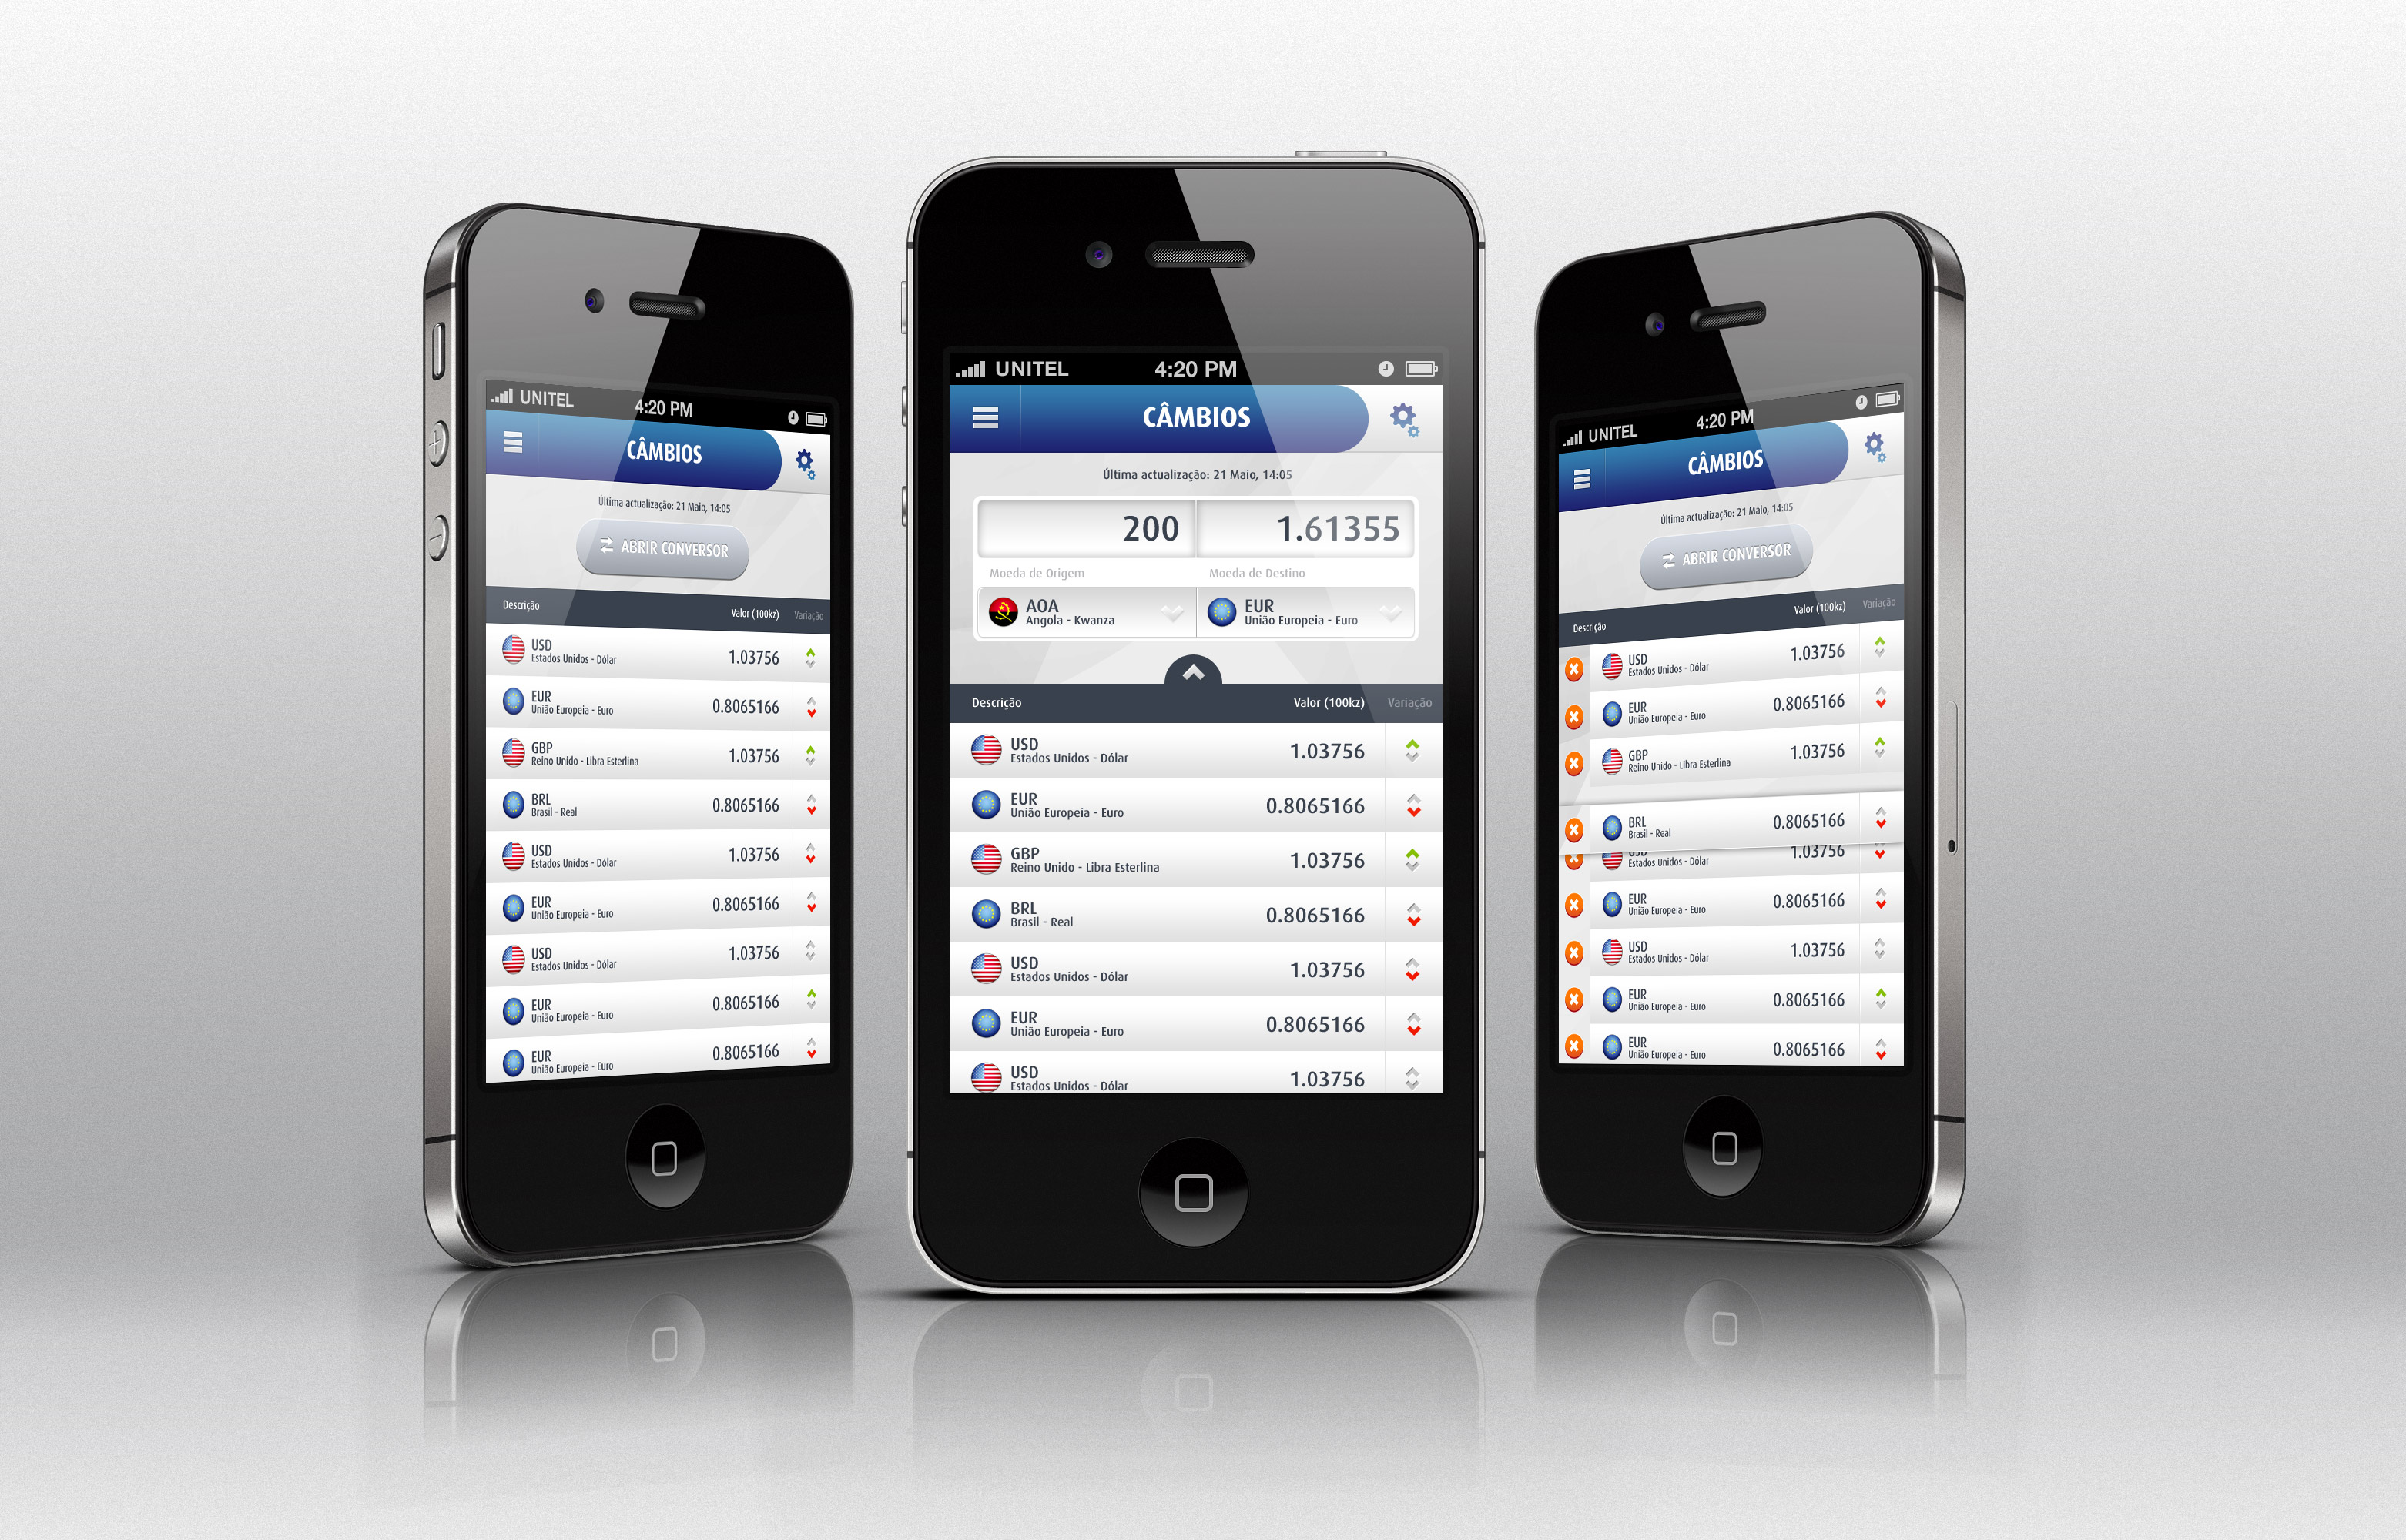 UNITEL 4:20 PM
CÂMBIOS
Última actualização: 21 Maio, 14:05
ABRIR CONVERSOR
Descrição Valor (100kz) Variação
USD
Estados Unidos - Dólar 1.03756
EUR
União Europeia - Euro 0.8065166
GBP
Reino Unido - Libra Esterlina 1.03756
BRL
Brasil - Real 0.8065166
USD
Estados Unidos - Dólar 1.03756
EUR
União Europeia - Euro 0.8065166
USD
Estados Unidos - Dólar 1.03756
EUR
União Europeia - Euro 0.8065166
EUR
União Europeia - Euro 0.8065166
UNITEL 4:20 PM
CÂMBIOS
Última actualização: 21 Maio, 14:05
200 1.61355
Moeda de Origem Moeda de Destino
AOA EUR
Angola - Kwanza União Europeia - Euro
Descrição Valor (100kz) Variação
USD
Estados Unidos - Dólar 1.03756
EUR
União Europeia - Euro 0.8065166
GBP
Reino Unido - Libra Esterlina 1.03756
BRL
Brasil - Real 0.8065166
USD
Estados Unidos - Dólar 1.03756
EUR
União Europeia - Euro 0.8065166
USD
Estados Unidos - Dólar 1.03756
UNITEL 4:20 PM
CÂMBIOS
Última actualização: 21 Maio, 14:05
ABRIR CONVERSOR
Descrição Valor (100kz) Variação
USD
Estados Unidos - Dólar 1.03756
EUR
União Europeia - Euro 0.8065166
GBP
Reino Unido - Libra Esterlina 1.03756
BRL
Brasil - Real 0.8065166
USD
Estados Unidos - Dólar 1.03756
EUR
União Europeia - Euro 0.8065166
USD
Estados Unidos - Dólar 1.03756
EUR
União Europeia - Euro 0.8065166
EUR
União Europeia - Euro 0.8065166